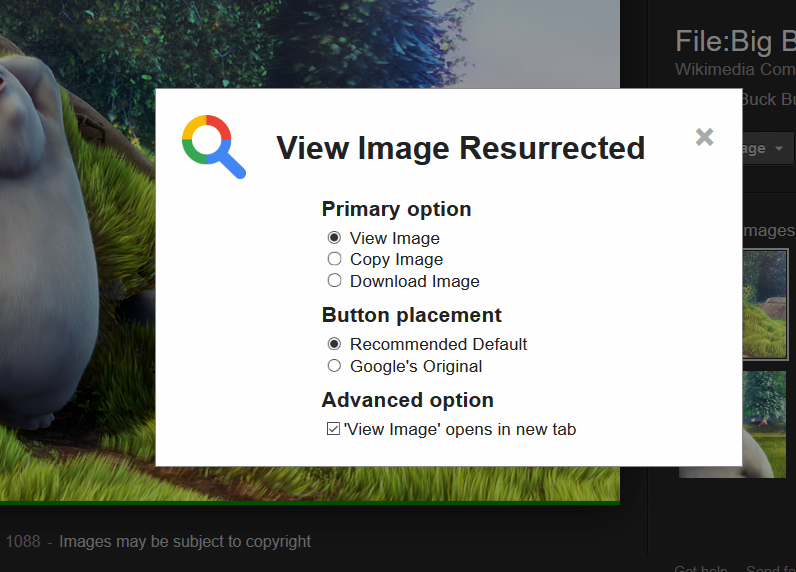 File:Big B
Wikimedia Com
Buck Bu
age
View Image Resurrected
Primary option
View Image
Copy Image
Download Image
Button placement
Recommended Default
Google's Original
Advanced option
'View Image' opens in new tab
mages
1088 - Images may be subject to copyright
Get help Send fe